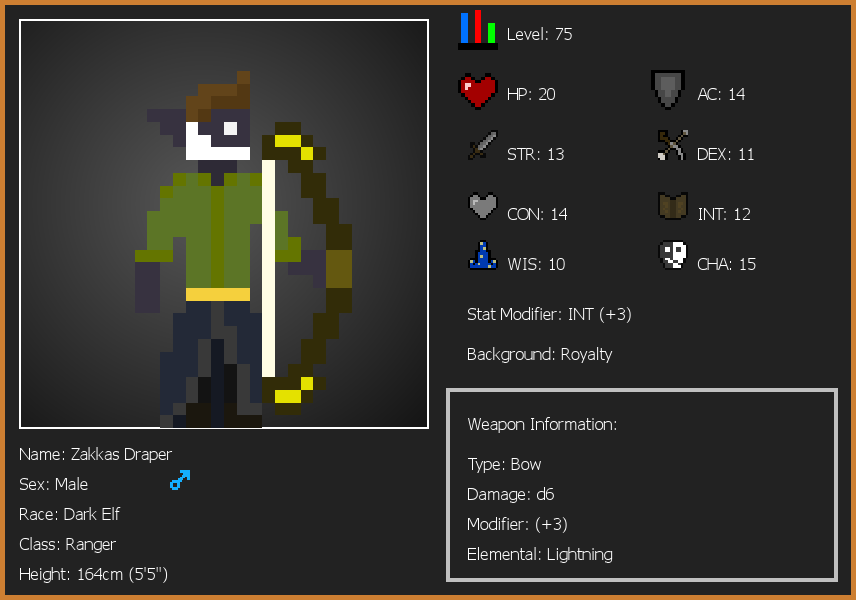 Level: 75
HP: 20
AC: 14
STR: 13
DEX: 11
CON: 14
INT: 12
WIS: 10
CHA: 15
Stat Modifier: INT (+3)
Background: Royalty
Weapon Information:
Type: Bow
Damage: d6
Modifier: (+3)
Elemental: Lightning
Name: Zakkas Draper
Sex: Male
Race: Dark Elf
Class: Ranger
Height: 164cm (5'5")